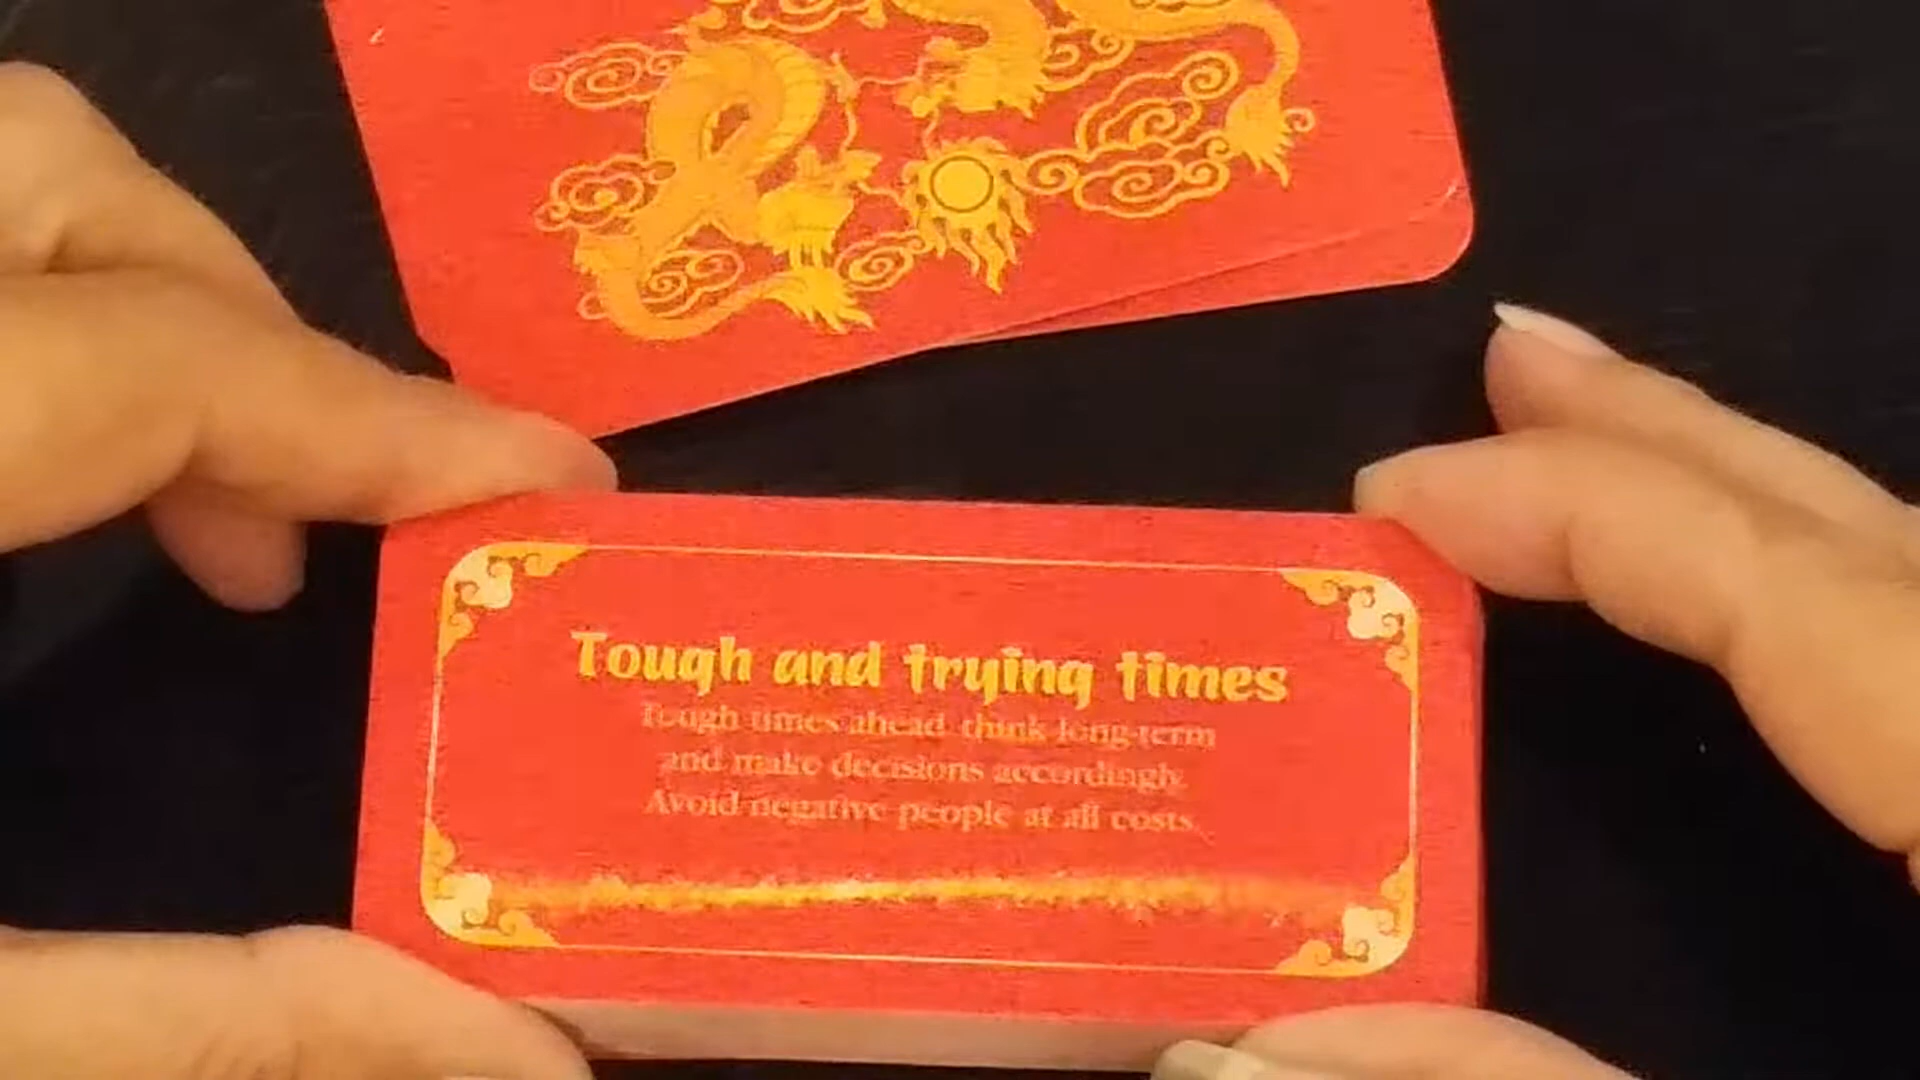 Tough and trying times
Tough times ahead think long-term
and make decisions accordingly.
Avoid negative people at all costs.